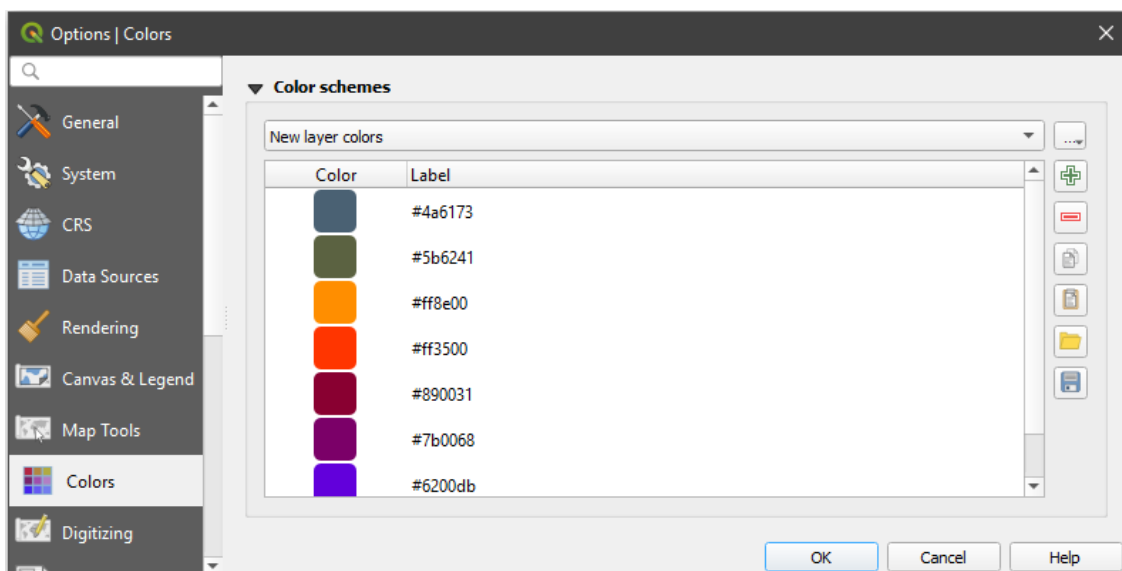 Options | Colors
General
System
CRS
Data Sources
Rendering
Canvas & Legend
Map Tools
Colors
Digitizing
Color schemes
New layer colors
...
Color Label
#4a6173
#5b6241
#ff8e00
#ff3500
#890031
#7b0068
#6200db
OK Cancel Help